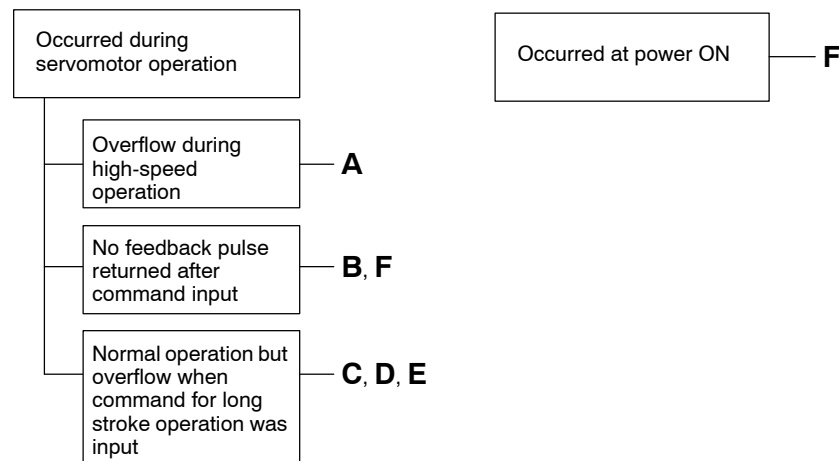 Occurred during
servomotor operation
Occurred at power ON
F
Overflow during
high-speed
operation
A
No feedback pulse
returned after
command input
B, F
Normal operation but
overflow when
command for long
stroke operation was
input
C, D, E